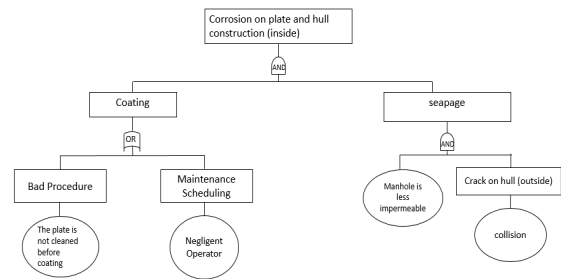 Corrosion on plate and hull
construction (inside)
AND
Coating
seapage
OR
AND
Bad Procedure
Maintenance
Scheduling
Manhole is
less
impermeable
Crack on hull (outside)
The plate is
not cleaned
before
coating
Negligent
Operator
collision